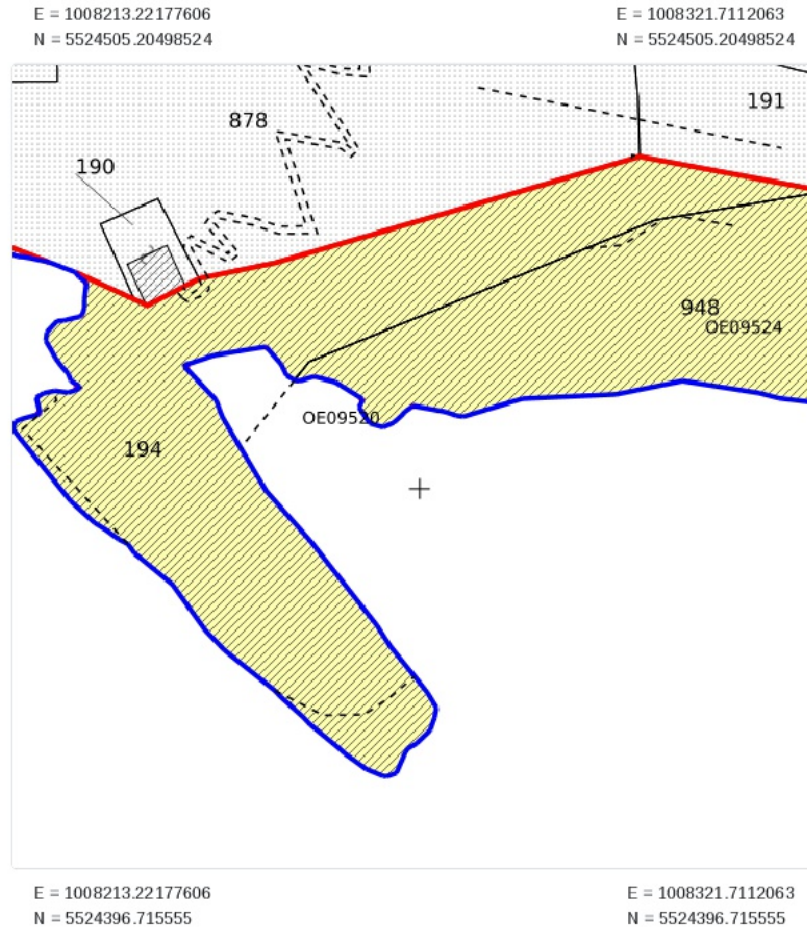 E = 1008213.22177606
N = 5524505.20498524
E = 1008321.7112063
N = 5524505.20498524
191
878
190
948
OE09524
OE09520
194
E = 1008213.22177606
N = 5524396.715555
E = 1008321.7112063
N = 5524396.715555